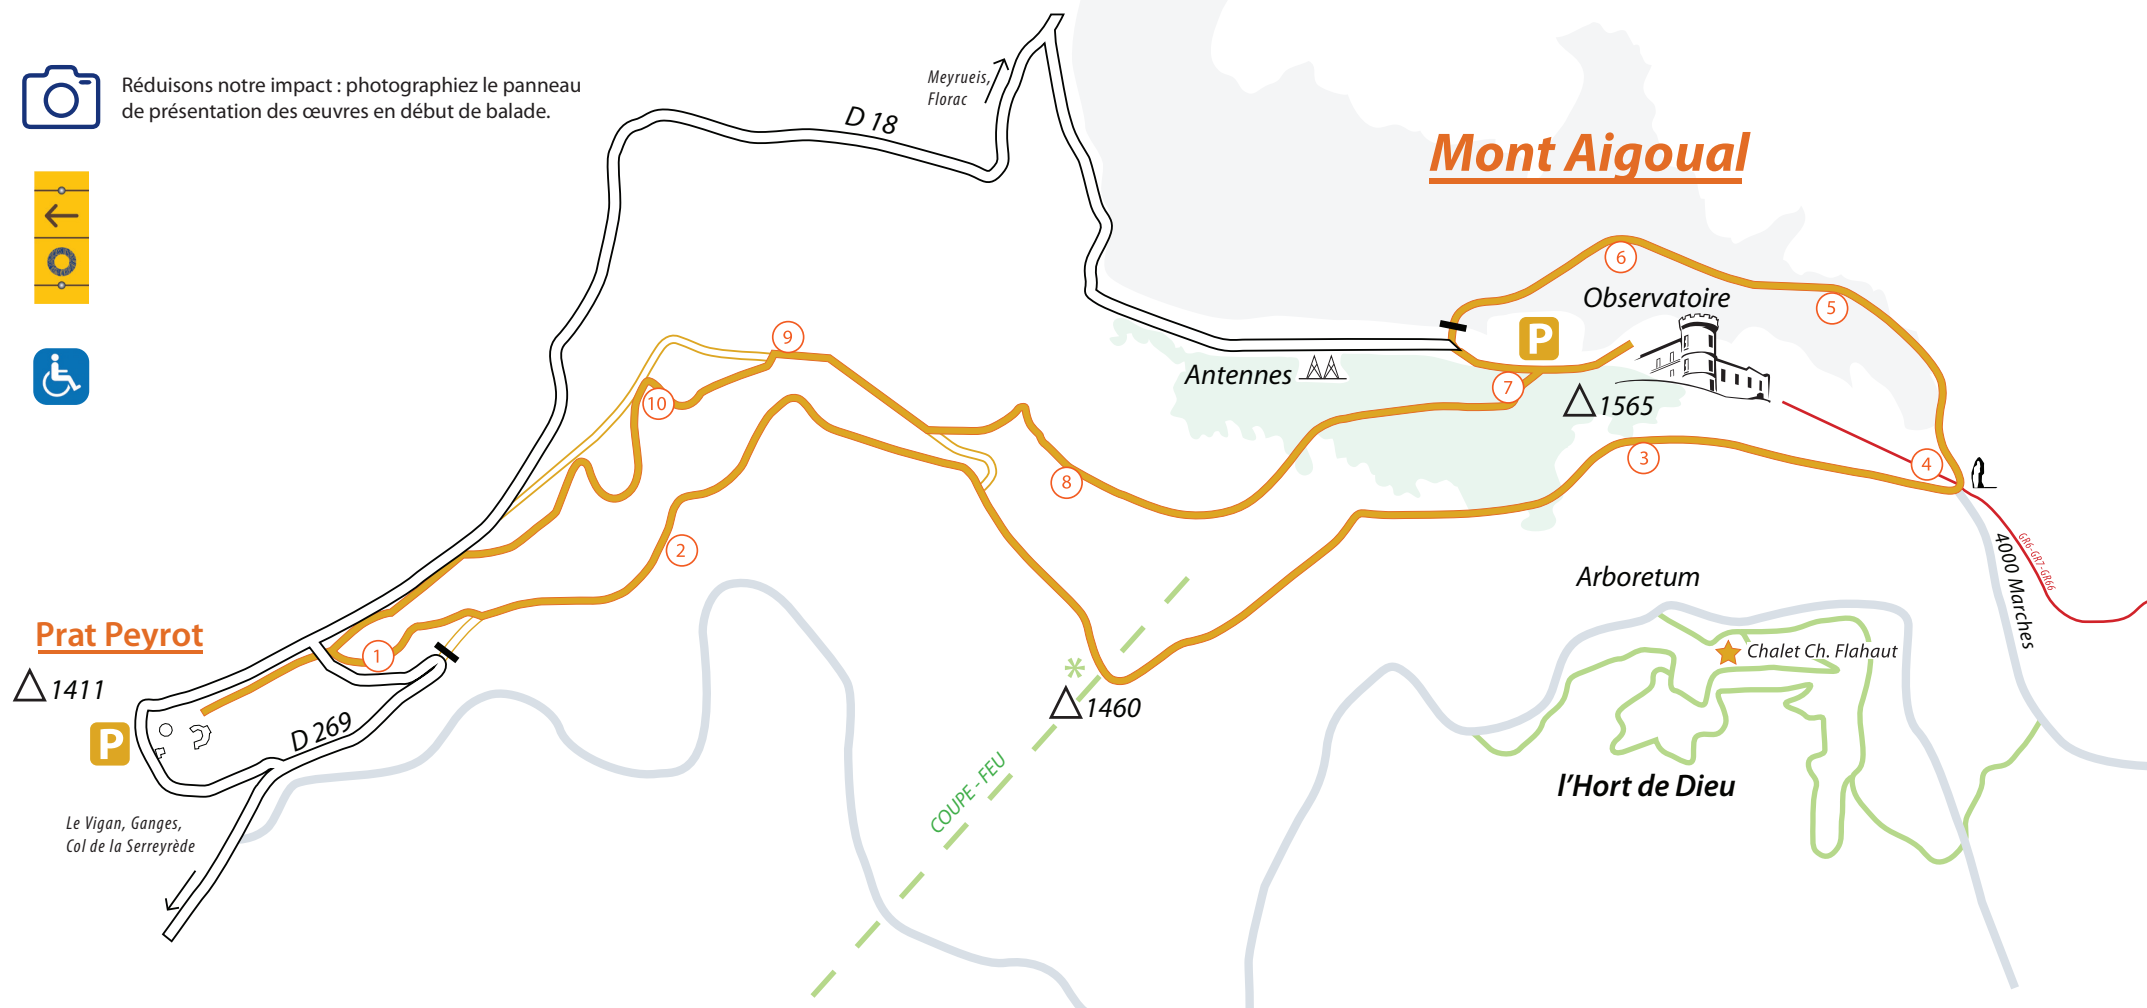 Réduisons notre impact : photographiez le panneau
de présentation des œuvres en début de balade.
Meyrueis,
Florac
D 18
Mont Aigoual
6
Observatoire
5
P
9
Antennes
7
1565
10
3
4
8
2
GR6-GR7-GR66
4000 Marches
Arboretum
Prat Peyrot
1
Chalet Ch. Flahaut
1411
1460
D 269
P
COUPE - FEU
l'Hort de Dieu
Le Vigan, Ganges,
Col de la Serreyrède